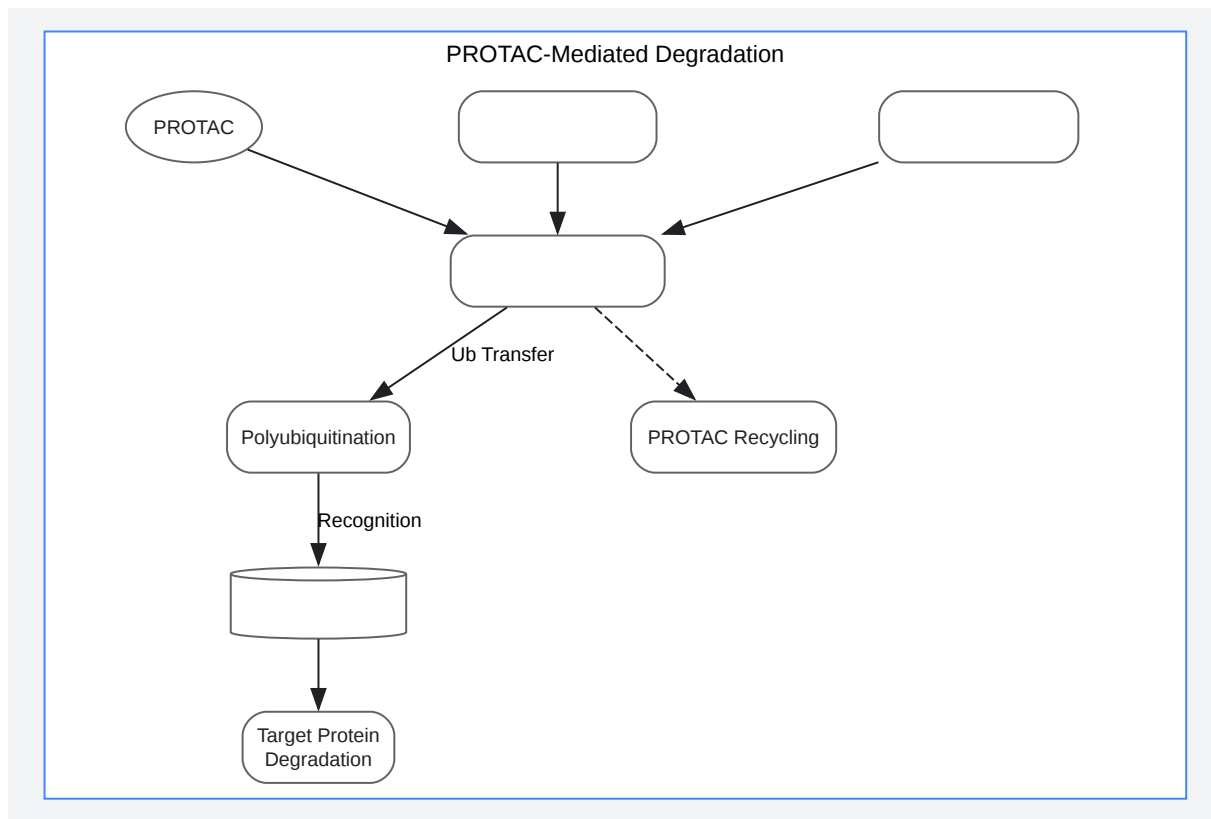 PROTAC-Mediated Degradation
PROTAC
Ub Transfer
Polyubiquitination
PROTAC Recycling
Recognition
Target Protein
Degradation